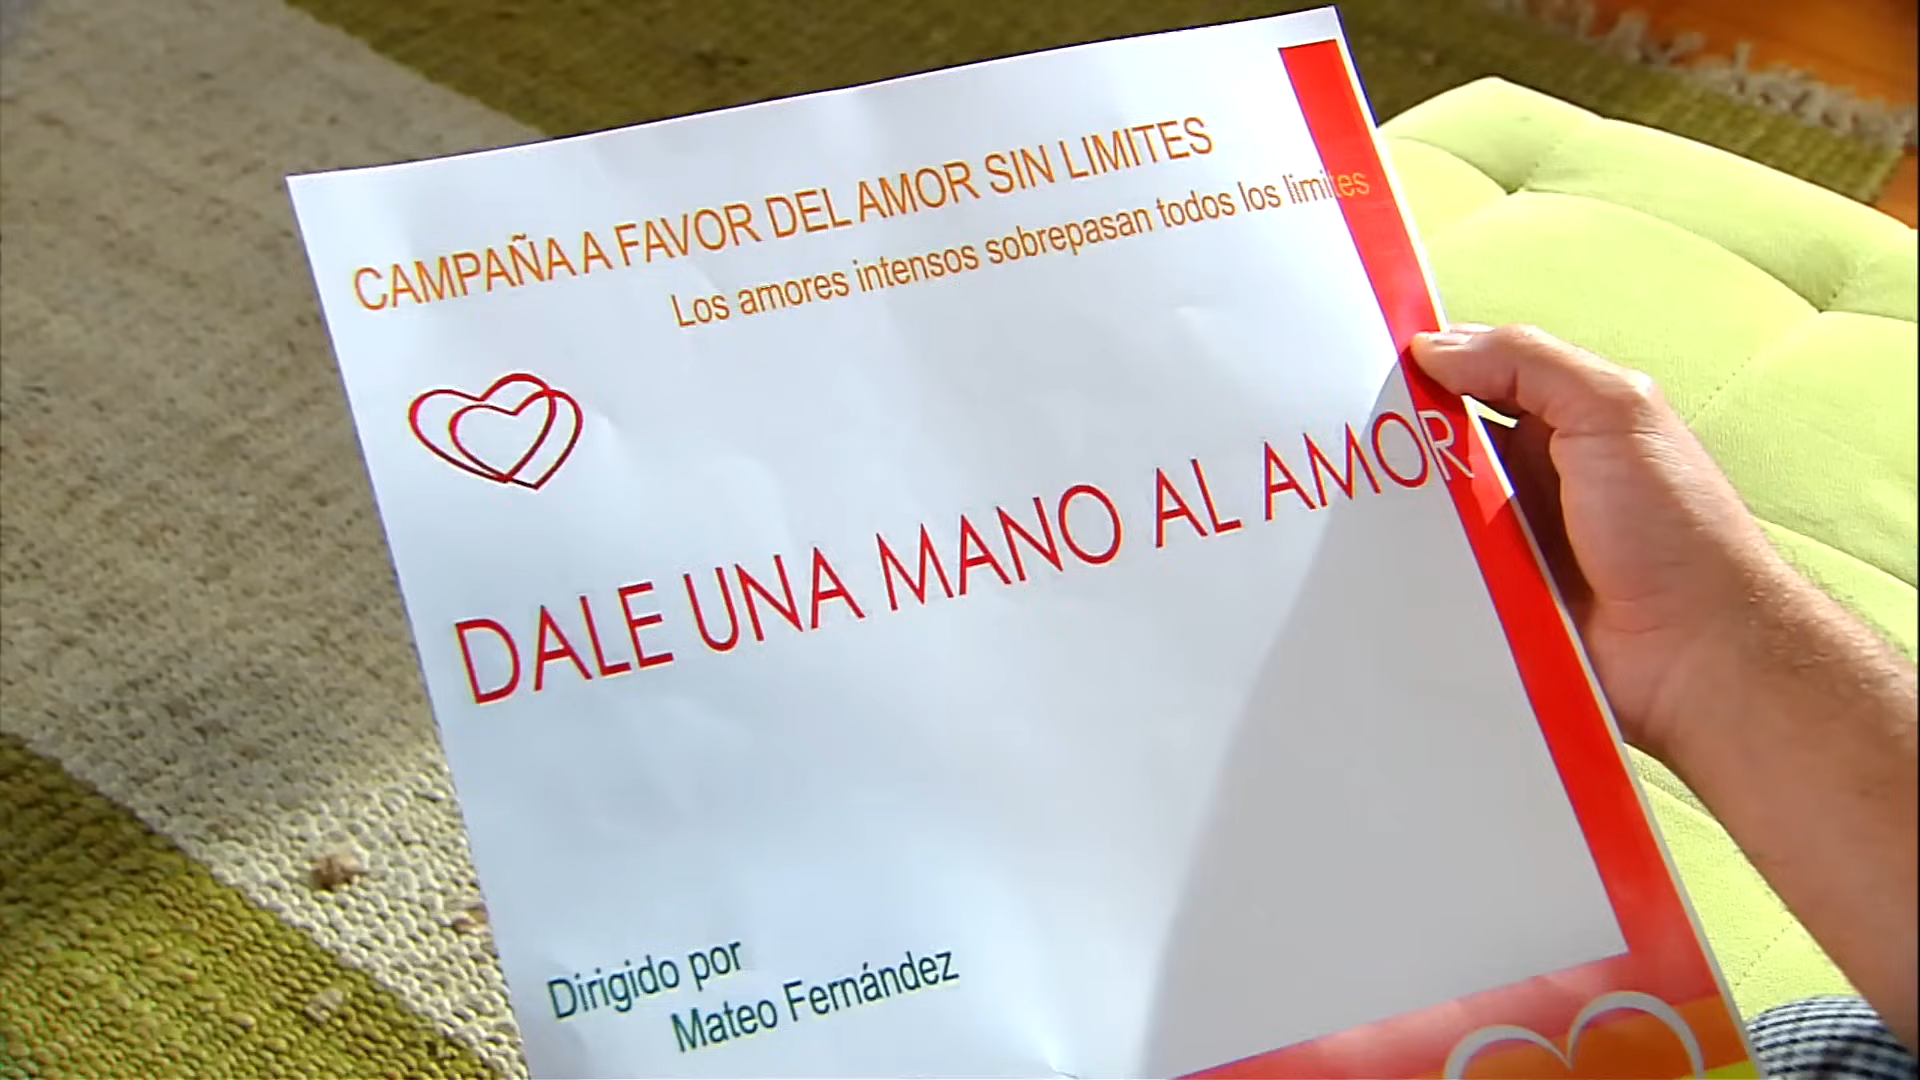 CAMPAÑA A FAVOR DEL AMOR SIN LIMITES
Los amores intensos sobrepasan todos los limites
DALE UNA MANO AL AMOR
Dirigido por
Mateo Fernández